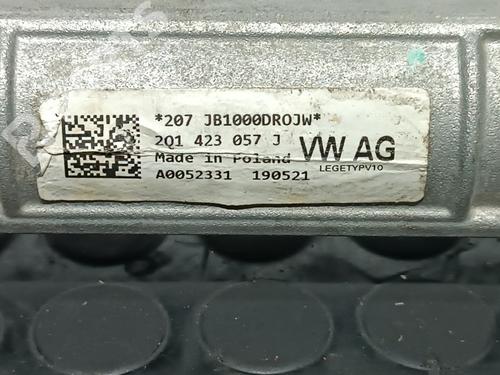 *207 JB1000DROJW*
2Q1 423 057 J
Made in Poland
VW AG
LEGETYPV10
A0052331 190521